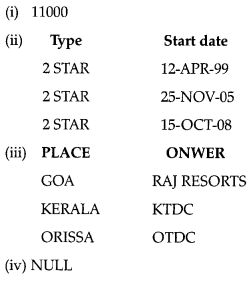 (i) 11000
(ii) Type Start date
2 STAR 12-APR-99
2 STAR 25-NOV-05
2 STAR 15-OCT-08
(iii) PLACE ONWER
GOA RAJ RESORTS
KERALA KTDC
ORISSA OTDC
(iv) NULL